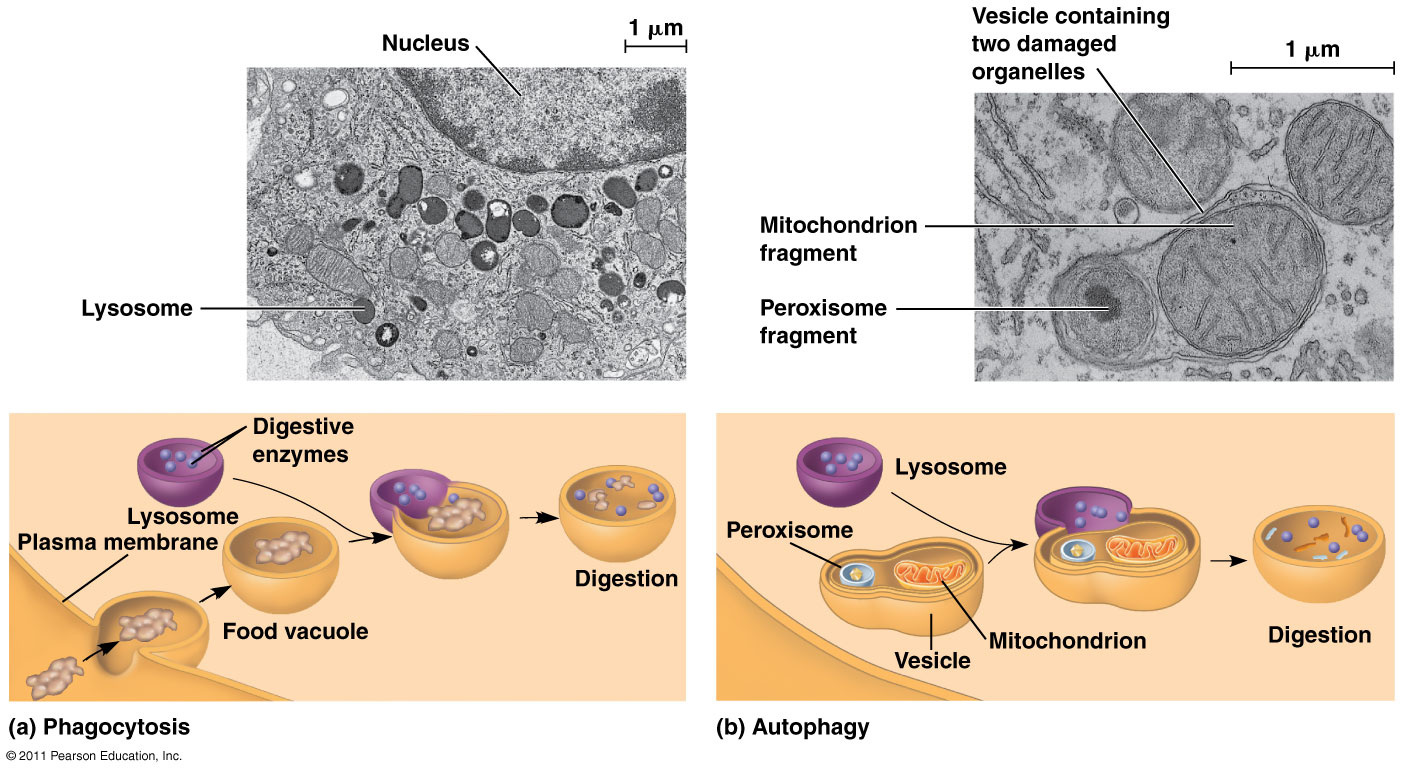 Nucleus
1 μm
Lysosome
Vesicle containing
two damaged
organelles
1 μm
Mitochondrion
fragment
Peroxisome
fragment
Digestive
enzymes
Lysosome
Plasma membrane
Food vacuole
Digestion
(a) Phagocytosis
Lysosome
Peroxisome
Vesicle
Mitochondrion
Digestion
(b) Autophagy
© 2011 Pearson Education, Inc.